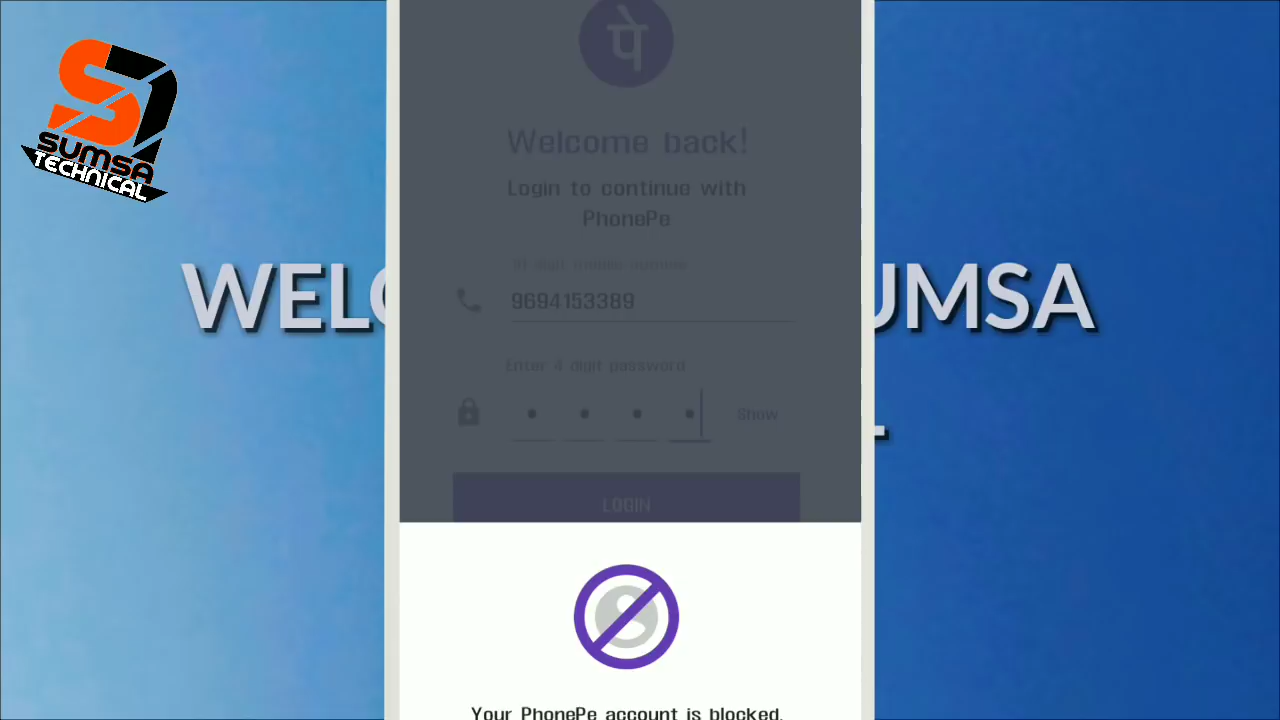 SUMSA
TECHNICAL
पे
Welcome back!
Login to continue with
PhonePe
WEL
UMSA
9694153389
Enter 4 digit password
Show
LOGIN
Your PhonePe account is blocked.